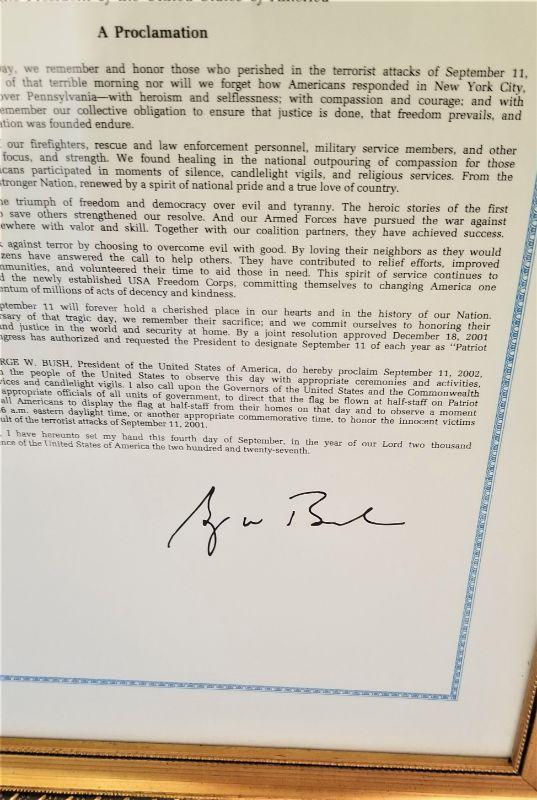 the President of the United States of America
A Proclamation
ay, we remember and honor those who perished in the terrorist attacks of September 11,
of that terrible morning nor will we forget how Americans responded in New York City,
over Pennsylvania—with heroism and selflessness; with compassion and courage; and with
emember our collective obligation to ensure that justice is done, that freedom prevails, and
ation was founded endure.
our firefighters, rescue and law enforcement personnel, military service members, and other
focus, and strength. We found healing in the national outpouring of compassion for those
icans participated in moments of silence, candlelight vigils, and religious services. From the
stronger Nation, renewed by a spirit of national pride and a true love of country.
he triumph of freedom and democracy over evil and tyranny. The heroic stories of the first
o save others strengthened our resolve. And our Armed Forces have pursued the war against
ewhere with valor and skill. Together with our coalition partners, they have achieved success.
against terror by choosing to overcome evil with good. By loving their neighbors as they would
zens have answered the call to help others. They have contributed to relief efforts, improved
mmunities, and volunteered their time to aid those in need. This spirit of service continues to
d the newly established USA Freedom Corps, committing themselves to changing America one
entum of millions of acts of decency and kindness.
ptember 11 will forever hold a cherished place in our hearts and in the history of our Nation.
rsary of that tragic day, we remember their sacrifice; and we commit ourselves to honoring their
and justice in the world and security at home. By a joint resolution approved December 18, 2001
ngress has authorized and requested the President to designate September 11 of each year as “Patriot
RGE W. BUSH, President of the United States of America, do hereby proclaim September 11, 2002,
n the people of the United States to observe this day with appropriate ceremonies and activities,
vices and candlelight vigils. I also call upon the Governors of the United States and the Commonwealth
appropriate officials of all units of government, to direct that the flag be flown at half-staff on Patriot
all Americans to display the flag at half-staff from their homes on that day and to observe a moment
6 a.m. eastern daylight time, or another appropriate commemorative time, to honor the innocent victims
ult of the terrorist attacks of September 11, 2001.
, I have hereunto set my hand this fourth day of September, in the year of our Lord two thousand
nce of the United States of America the two hundred and twenty-seventh.